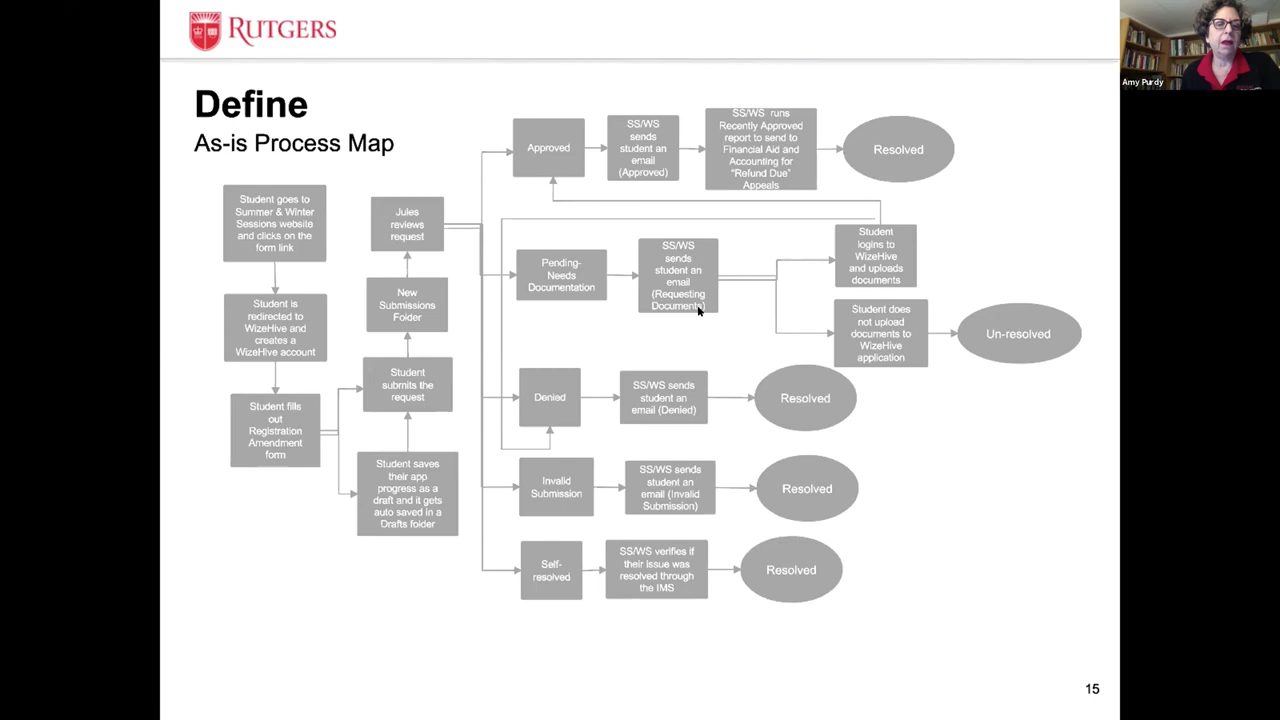 RUTGERS
Amy Purdy
Define
As-is Process Map
Student goes to
Summer & Winter
Sessions website
and clicks on the
form link
Student is
redirected to
WizeHive and
creates a
WizeHive account
Student fills
out
Registration
Amendment
form
Jules
reviews
request
New
Submissions
Folder
Student
submits the
request
Student saves
their app
progress as a
draft and it gets
auto saved in a
Drafts folder
Approved
SS/WS
sends
student an
email
(Approved)
SS/WS runs
Recently Approved
report to send to
Financial Aid and
Accounting for
“Refund Due”
Appeals
Resolved
Pending-
Needs
Documentation
SS/WS
sends
student an
email
(Requesting
Documents)
Student
logins to
WizeHive
and uploads
documents
Student does
not upload
documents to
WizeHive
application
Un-resolved
Denied
SS/WS sends
student an
email (Denied)
Resolved
Invalid
Submission
SS/WS sends
student an
email (Invalid
Submission)
Resolved
Self-
resolved
SS/WS verifies if
their issue was
resolved through
the IMS
Resolved
15